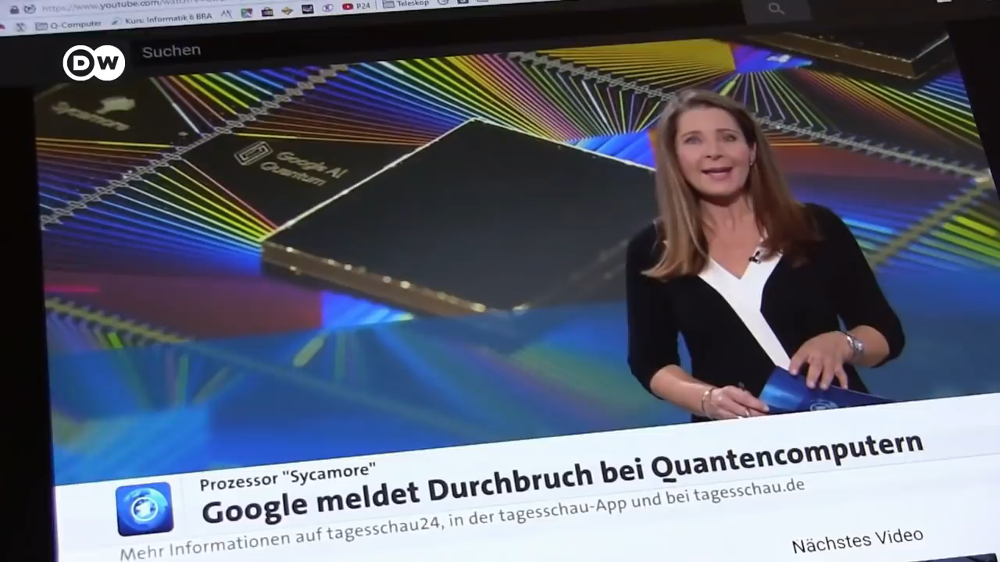 https://www.youtube.com/watch
Q-Computer
Kurs: Informatik 6 BRA
P24
Teleskop
DW
Suchen
Sycamore
Google AI
Quantum
Prozessor "Sycamore"
Google meldet Durchbruch bei Quantencomputern
Mehr Informationen auf tagesschau24, in der tagesschau-App und bei tagesschau.de
Nächstes Video